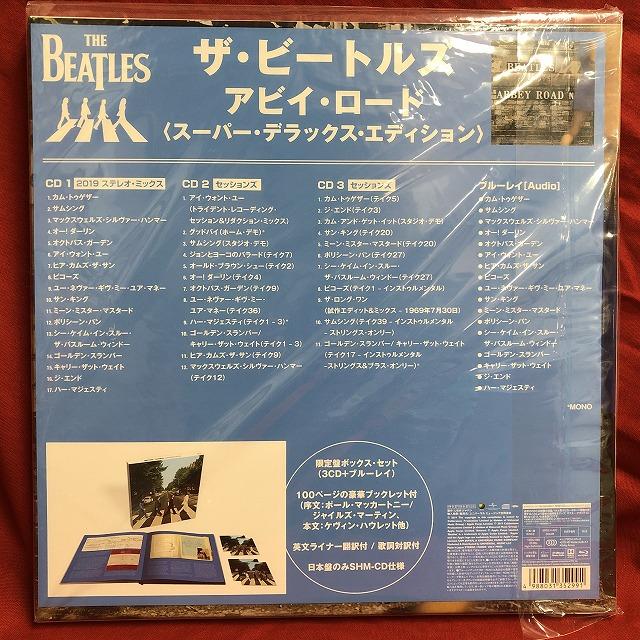 THE
BEATLES
ザ・ビートルズ
アビイ・ロード
〈スーパー・デラックス・エディション〉
BEATLES
ABBEY ROAD N
CD 1 2019 ステレオ・ミックス
1.カム・トゥゲザー
2.サムシング
3.マックスウェルズ・シルヴァー・ハンマー
4.オー!ダーリン
5.オクトパス・ガーデン
6.アイ・ウォント・ユー
7.ヒア・カムズ・ザ・サン
8.ビコーズ
9.ユー・ネヴァー・ギヴ・ミー・ユア・マネー
10.サン・キング
11.ミーン・ミスター・マスタード
12.ポリシーン・パン
13.シー・ケイム・イン・スルー・
ザ・バスルーム・ウィンドー
14.ゴールデン・スランバー
15.キャリー・ザット・ウェイト
16.ジ・エンド
17.ハー・マジェスティ
CD 2 セッションズ
1.アイ・ウォント・ユー
(トライデント・レコーディング・
セッション&リダクション・ミックス)
2.グッドバイ(ホーム・デモ)*
3.サムシング(スタジオ・デモ)
4.ジョンとヨーコのバラード(テイク7)
5.オールド・ブラウン・シュー(テイク2)
6.オー!ダーリン(テイク4)
7.オクトパス・ガーデン(テイク9)
8.ユー・ネヴァー・ギヴ・ミー・
ユア・マネー(テイク36)
9.ハー・マジェスティ(テイク1-3)*
10.ゴールデン・スランバー/
キャリー・ザット・ウェイト(テイク1-3)
11.ヒア・カムズ・ザ・サン(テイク9)
12.マックスウェルズ・シルヴァー・ハンマー
(テイク12)
CD 3 セッションズ
1.カム・トゥゲザー(テイク5)
2.ジ・エンド(テイク3)
3.カム・アンド・ゲット・イット(スタジオ・デモ)
4.サン・キング(テイク20)
5.ミーン・ミスター・マスタード(テイク20)
6.ポリシーン・パン(テイク27)
7.シー・ケイム・イン・スルー・
ザ・バスルーム・ウィンドー(テイク27)
8.ビコーズ(テイク1-インストゥルメンタル)
9.ザ・ロング・ワン
(試作エディット&ミックス - 1969年7月30日)
10.サムシング(テイク39 -インストゥルメンタル
-ストリングス・オンリー)*
11.ゴールデン・スランバー/キャリー・ザット・ウェイト
(テイク17 -インストゥルメンタル
-ストリングス&ブラス・オンリー)*
ブルーレイ[Audio]
●カム・トゥゲザー
●サムシング
●マックスウェルズ・シルヴァー・ハンマー
●オー!ダーリン
●オクトパス・ガーデン
●アイ・ウォント・ユー
●ヒア・カムズ・ザ・サン
●ビコーズ
●ユー・ネヴァー・ギヴ・ミー・ユア・マネー
●サン・キング
●ミーン・ミスター・マスタード
●ポリシーン・パン
●シー・ケイム・イン・スルー・
ザ・バスルーム・ウィンドー
●ゴールデン・スランバー
●キャリー・ザット・ウェイト
●ジ・エンド
●ハー・マジェスティ
*MONO
限定盤ボックス・セット
(3CD+ブルーレイ)
100ページの豪華ブックレット付
(序文:ポール・マッカートニー/
ジャイルズ・マーティン、
本文:ケヴィン・ハウレット他)
英文ライナー翻訳付 / 歌詞対訳付
日本盤のみSHM-CD仕様
4 988031 352991